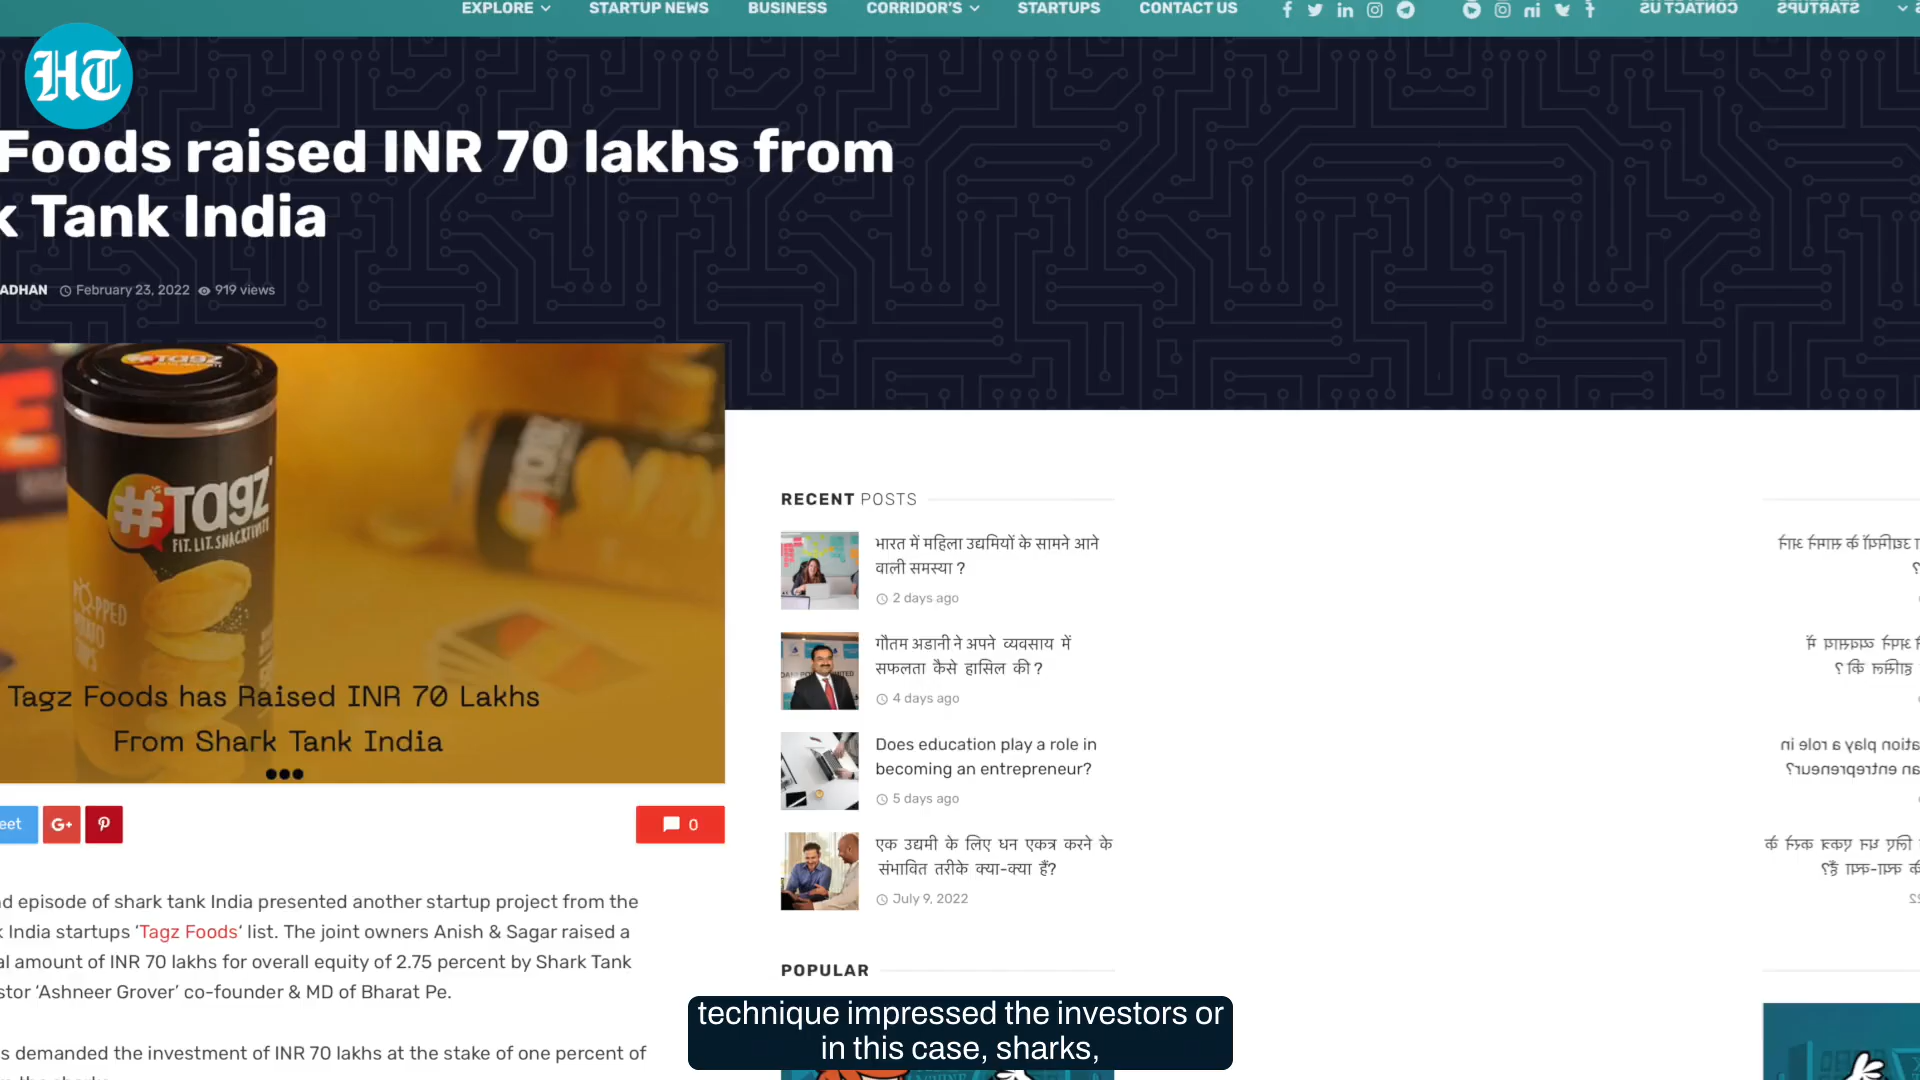 EXPLORE STARTUP NEWS BUSINESS CORRIDOR'S STARTUPS CONTACT US
HT
Foods raised INR 70 lakhs from
k Tank India
ADHAN February 23, 2022 919 views
#TagZ
#TagZ
FIT. LIT. SNACKTIVITY
POPPED
POTATO
CHIPS
TagZ
Tagz Foods has Raised INR 70 Lakhs
From Shark Tank India
eet G+ 0
d episode of shark tank India presented another startup project from the
k India startups ‘Tagz Foods‘ list. The joint owners Anish & Sagar raised a
al amount of INR 70 lakhs for overall equity of 2.75 percent by Shark Tank
stor ‘Ashneer Grover’ co-founder & MD of Bharat Pe.
s demanded the investment of INR 70 lakhs at the stake of one percent of
RECENT POSTS
भारत में महिला उद्यमियों के सामने आने
वाली समस्या ?
2 days ago
गौतम अडानी ने अपने व्यवसाय में
सफलता कैसे हासिल की ?
4 days ago
Does education play a role in
becoming an entrepreneur?
5 days ago
एक उद्यमी के लिए धन एकत्र करने के
संभावित तरीके क्या-क्या हैं?
July 9, 2022
POPULAR
technique impressed the investors or
in this case, sharks,